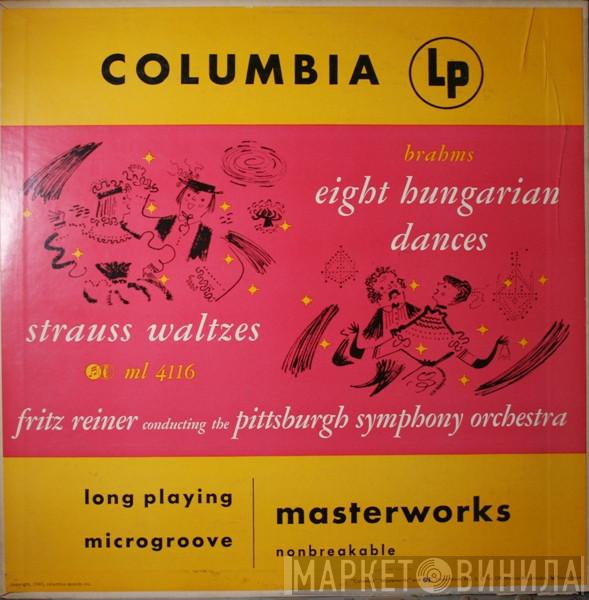 COLUMBIA Lp
brahms
eight hungarian
dances
strauss waltzes
ml 4116
fritz reiner conducting the pittsburgh symphony orchestra
long playing
microgroove
masterworks
nonbreakable
МАРКЕТ ВИНИЛА